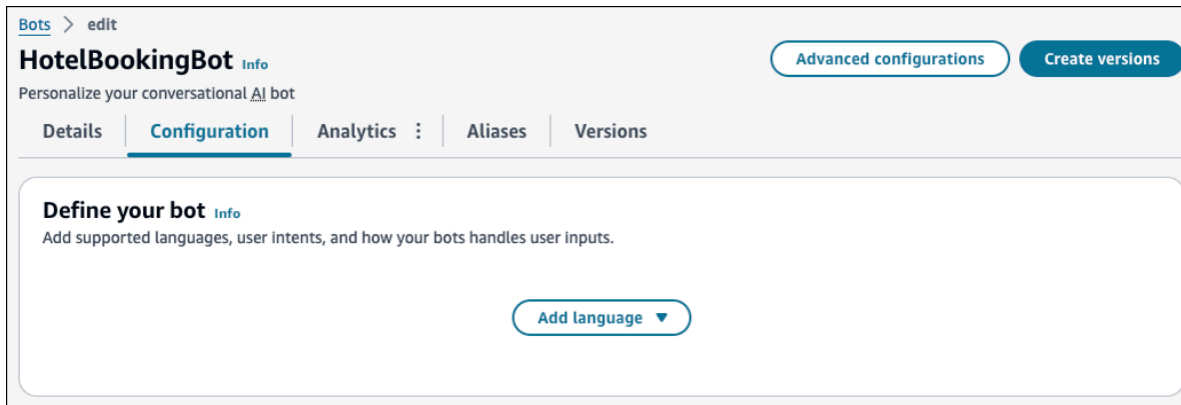 Bots > edit
HotelBookingBot Info
Advanced configurations
Create versions
Personalize your conversational AI bot
Details
Configuration
Analytics
Aliases
Versions
Define your bot Info
Add supported languages, user intents, and how your bots handles user inputs.
Add language